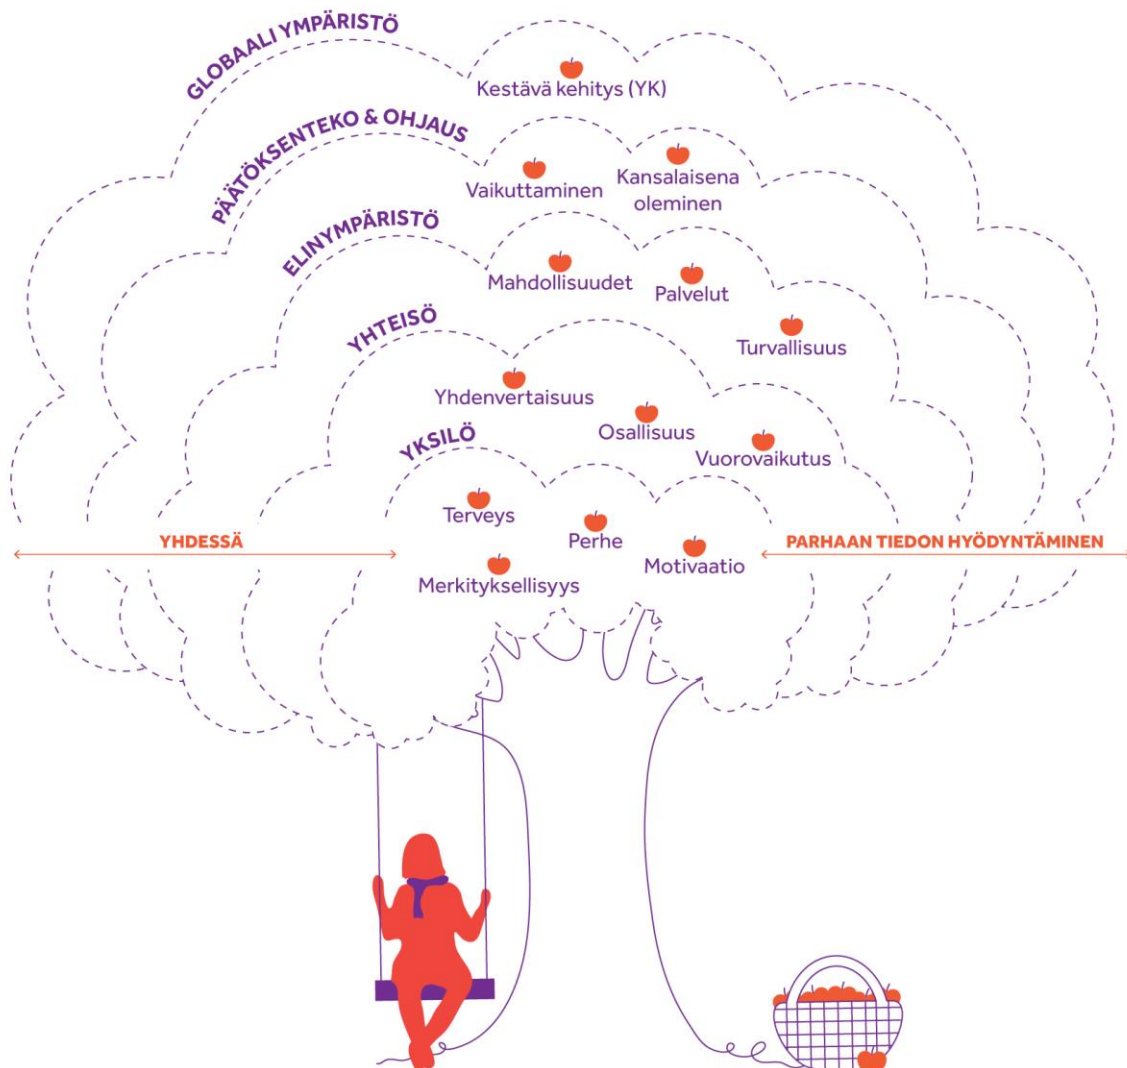 GLOBAALI YMPÄRISTÖ
Kestävä kehitys (YK)
PÄÄTÖKSENTEKO & OHJAUS
Vaikuttaminen
Kansalaisena
oleminen
ELINYMPÄRISTÖ
Mahdollisuudet
Palvelut
Turvallisuus
YHTEISÖ
Yhdenvertaisuus
Osallisuus
Vuorovaikutus
YKSILÖ
Terveys
Perhe
Motivaatio
Merkityksellisyys
YHDESSÄ
PARHAAN TIEDON HYÖDYNTÄMINEN